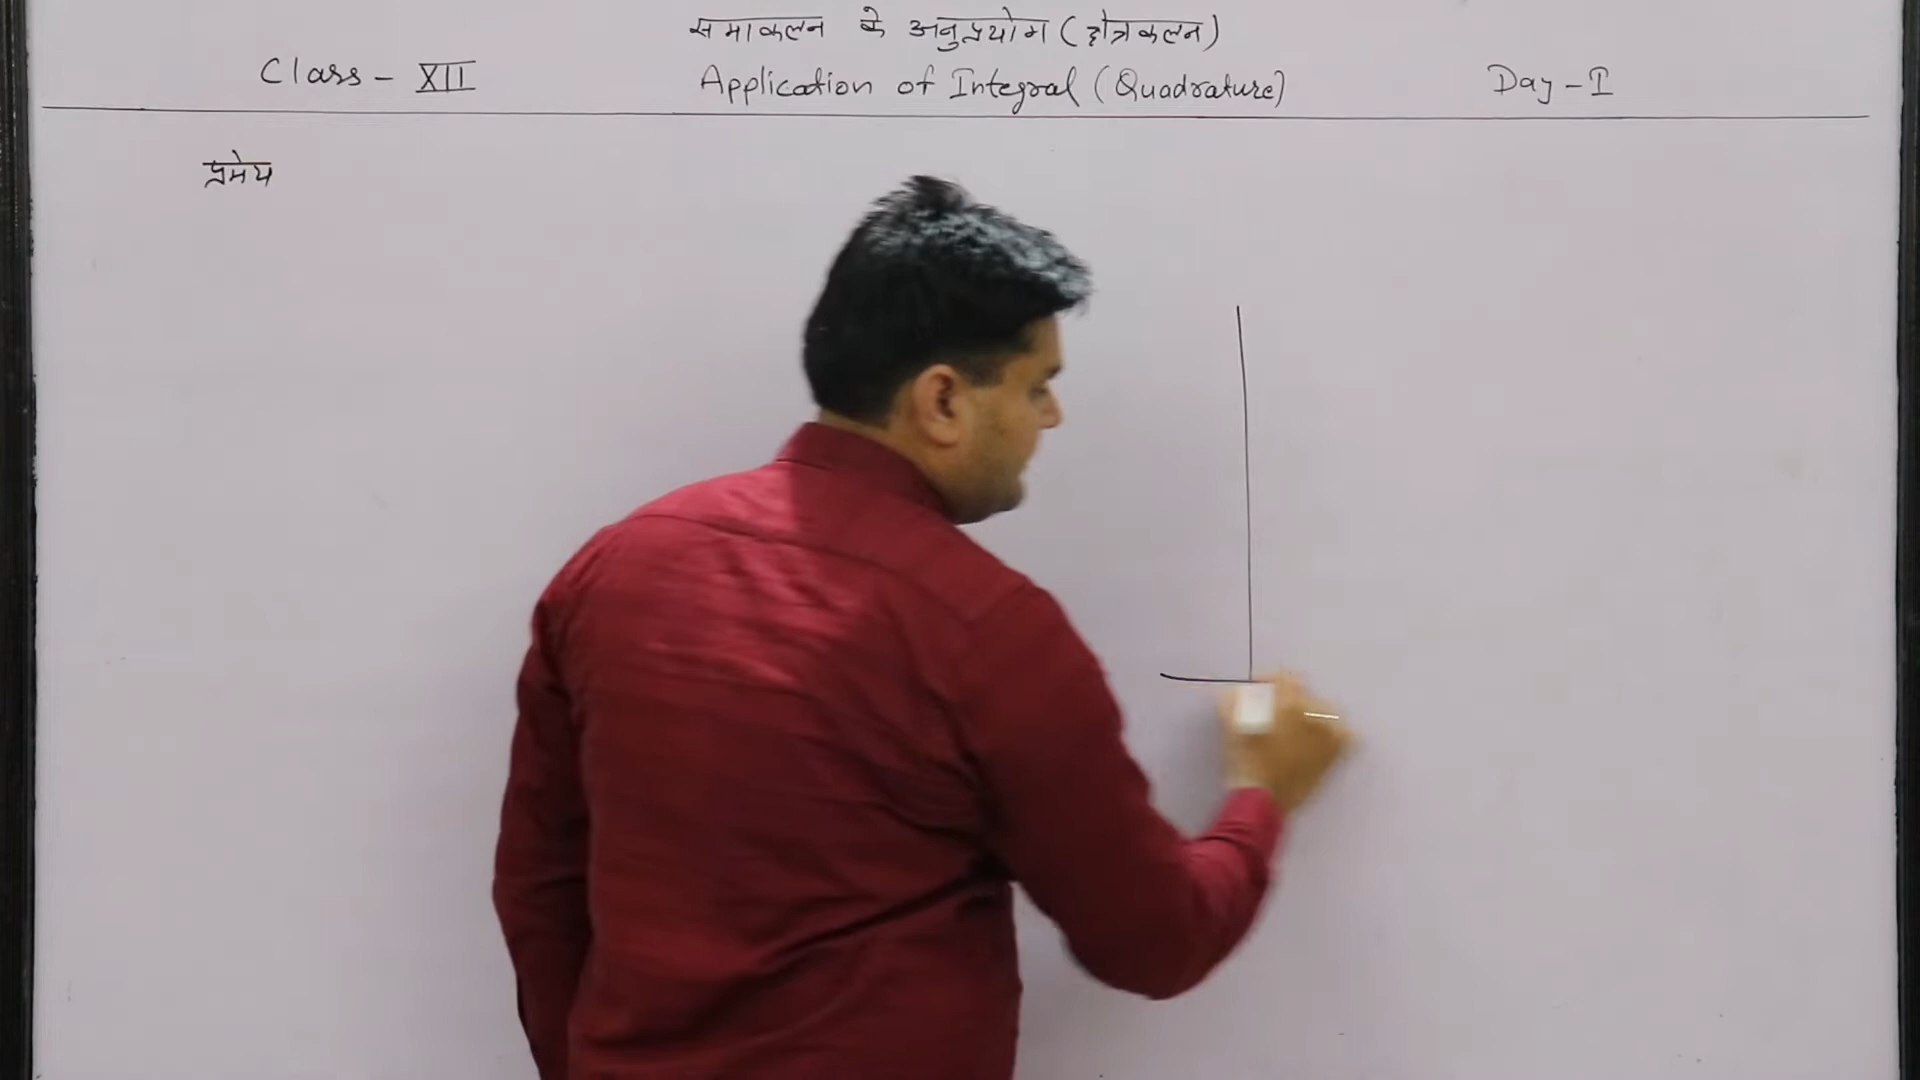 समाकलन के अनुप्रयोग (क्षेत्रकलन)
Class - XII Application of Integral (Quadrature) Day - I
प्रमेय